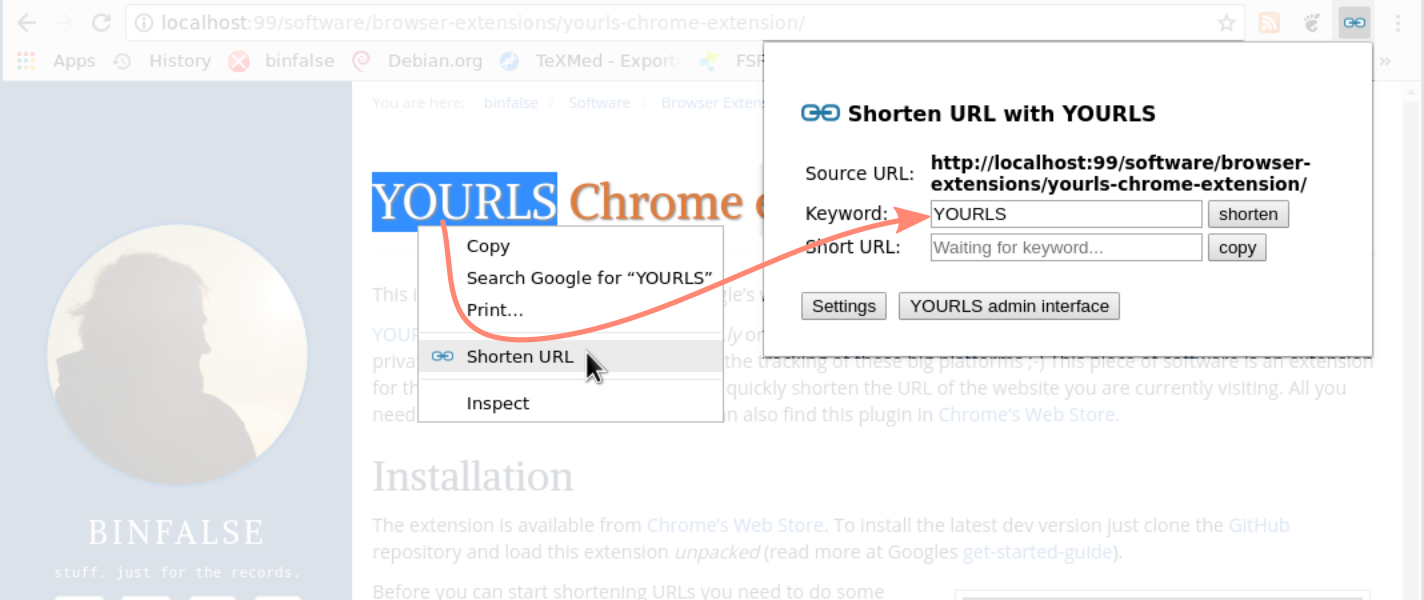 localhost:99/software/browser-extensions/yourls-chrome-extension/
Apps History binfalse Debian.org TeXMed - Export FSF »
You are here: binfalse / Software / Browser Exten
Shorten URL with YOURLS
Source URL: http://localhost:99/software/browser-
extensions/yourls-chrome-extension/
Keyword: YOURLS shorten
Short URL: Waiting for keyword... copy
Settings YOURLS admin interface
YOURLS Chrome e
Copy
Search Google for “YOURLS”
Print...
Shorten URL
Inspect
This i gle’s
YOUR ly on
priva the tracking of these big platforms ;-) This piece of software is an extension
for th quickly shorten the URL of the website you are currently visiting. All you
need an also find this plugin in Chrome’s Web Store.
Installation
The extension is available from Chrome’s Web Store. To install the latest dev version just clone the GitHub
repository and load this extension unpacked (read more at Googles get-started-guide).
Before you can start shortening URLs you need to do some
BINFALSE
stuff. just for the records.